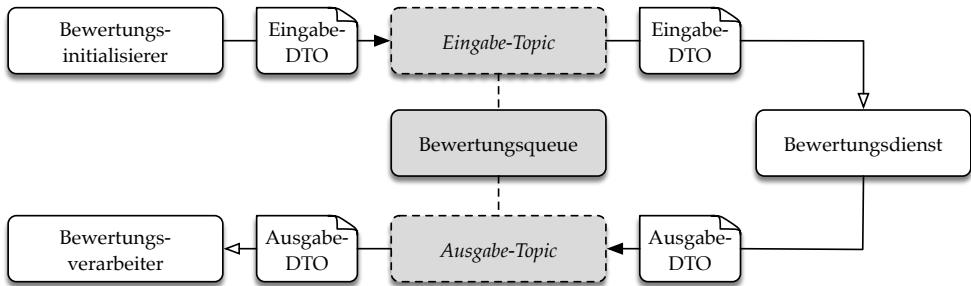 Bewertungs-
initialisierer
Eingabe-
DTO
Eingabe-Topic
Eingabe-
DTO
Bewertungsqueue
Bewertungsdienst
Bewertungs-
verarbeiter
Ausgabe-
DTO
Ausgabe-Topic
Ausgabe-
DTO